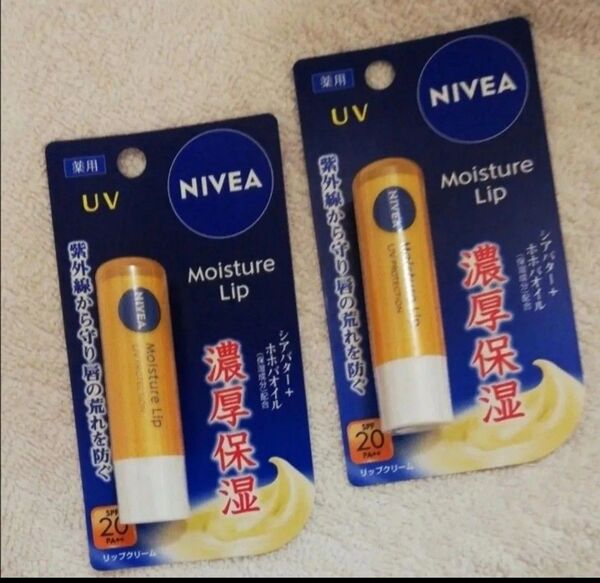 薬用
UV
NIVEA
Moisture
Lip
紫外線から守り唇の荒れを防ぐ
シアバター+
ホホバオイル
(保湿成分)配合
濃厚保湿
NIVEA
Moisture Lip
UV PROTECTION
SPF
20
PA++
リップクリーム
薬用
UV
NIVEA
Moisture
Lip
紫外線から守り唇の荒れを防ぐ
シアバター+
ホホバオイル
(保湿成分)配合
濃厚保湿
NIVEA
Moisture Lip
UV PROTECTION
SPF
20
PA++
リップクリーム